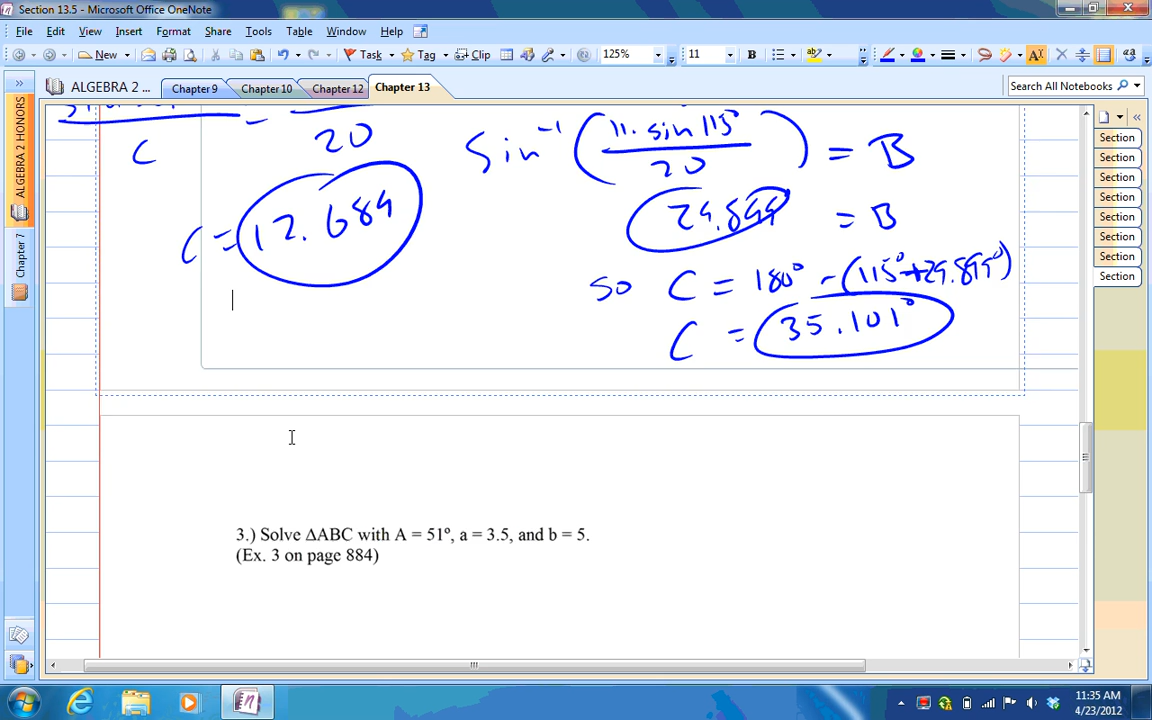 Section 13.5 - Microsoft Office OneNote
File Edit View Insert Format Share Tools Table Window Help
New Task Tag Clip 125% 11 B
ALGEBRA 2 ... Chapter 9 Chapter 10 Chapter 12 Chapter 13
Search All Notebooks
ALGEBRA 2 HONORS
Chapter 7
Section
Section
Section
Section
Section
Section
Section
Section
C = 20
sin⁻¹ (11. sin 115° / 20) = B
29.899° = B
C = 12.689
so C = 180° - (115° + 29.899°)
C = 35.101°
3.) Solve ΔABC with A = 51º, a = 3.5, and b = 5.
(Ex. 3 on page 884)
11:35 AM
4/23/2012